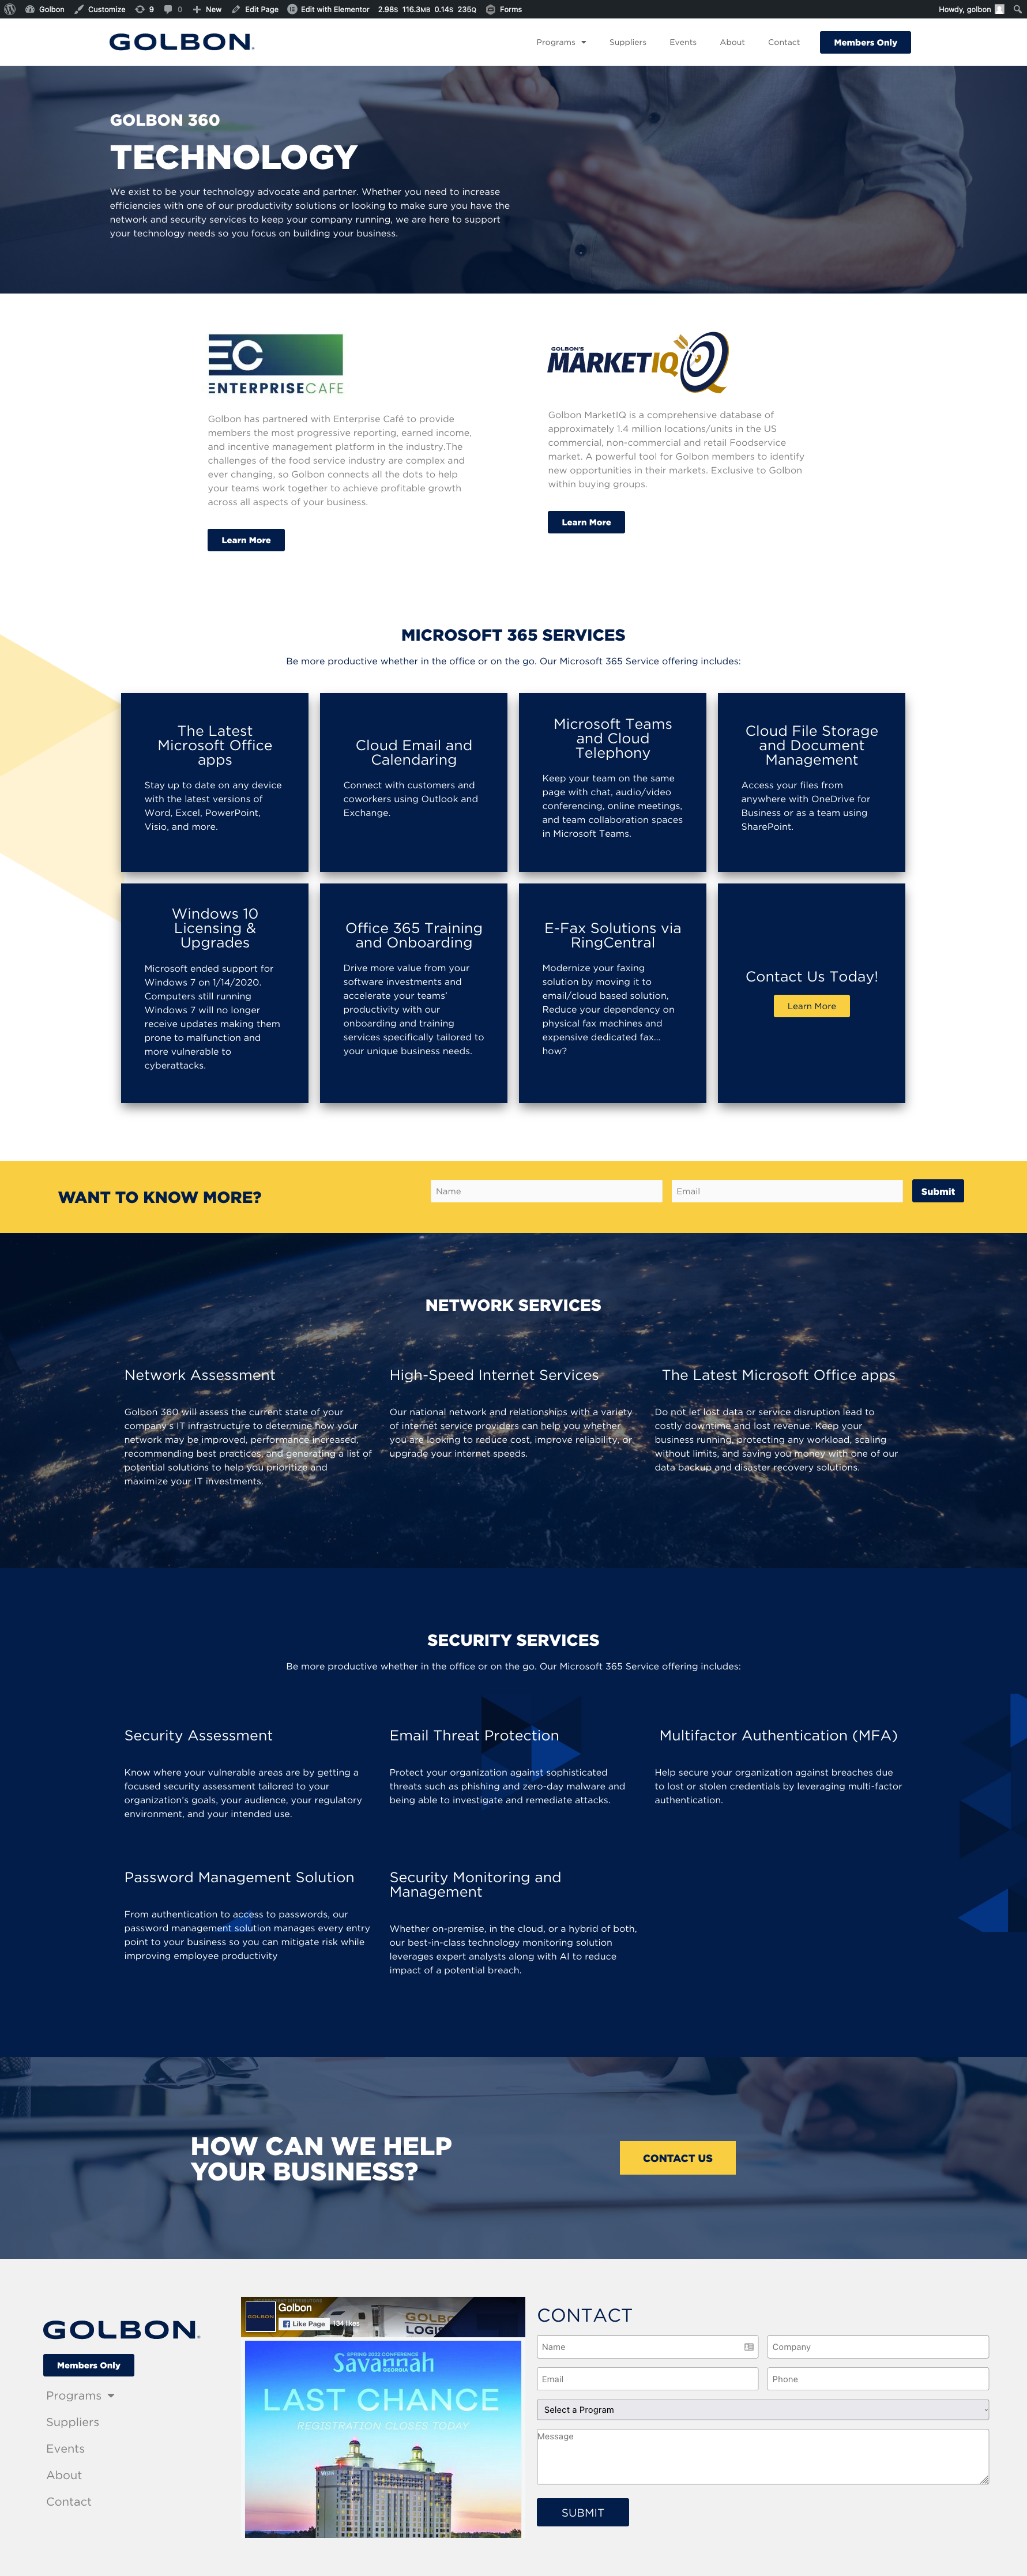 Golbon Customize 9 0 New Edit Page Edit with Elementor 2.98S 116.3MB 0.14S 235Q Forms Howdy, golbon
GOLBON
Programs Suppliers Events About Contact Members Only
GOLBON 360
TECHNOLOGY
We exist to be your technology advocate and partner. Whether you need to increase
efficiencies with one of our productivity solutions or looking to make sure you have the
network and security services to keep your company running, we are here to support
your technology needs so you focus on building your business.
EC
ENTERPRISECAFE
Golbon has partnered with Enterprise Café to provide
members the most progressive reporting, earned income,
and incentive management platform in the industry.The
challenges of the food service industry are complex and
ever changing, so Golbon connects all the dots to help
your teams work together to achieve profitable growth
across all aspects of your business.
Learn More
GOLBON'S
MARKETIQ
Golbon MarketIQ is a comprehensive database of
approximately 1.4 million locations/units in the US
commercial, non-commercial and retail Foodservice
market. A powerful tool for Golbon members to identify
new opportunities in their markets. Exclusive to Golbon
within buying groups.
Learn More
MICROSOFT 365 SERVICES
Be more productive whether in the office or on the go. Our Microsoft 365 Service offering includes:
The Latest
Microsoft Office
apps
Stay up to date on any device
with the latest versions of
Word, Excel, PowerPoint,
Visio, and more.
Cloud Email and
Calendaring
Connect with customers and
coworkers using Outlook and
Exchange.
Microsoft Teams
and Cloud
Telephony
Keep your team on the same
page with chat, audio/video
conferencing, online meetings,
and team collaboration spaces
in Microsoft Teams.
Cloud File Storage
and Document
Management
Access your files from
anywhere with OneDrive for
Business or as a team using
SharePoint.
Windows 10
Licensing &
Upgrades
Microsoft ended support for
Windows 7 on 1/14/2020.
Computers still running
Windows 7 will no longer
receive updates making them
prone to malfunction and
more vulnerable to
cyberattacks.
Office 365 Training
and Onboarding
Drive more value from your
software investments and
accelerate your teams'
productivity with our
onboarding and training
services specifically tailored to
your unique business needs.
E-Fax Solutions via
RingCentral
Modernize your faxing
solution by moving it to
email/cloud based solution,
Reduce your dependency on
physical fax machines and
expensive dedicated fax...
how?
Contact Us Today!
Learn More
WANT TO KNOW MORE?
Name Email Submit
NETWORK SERVICES
Network Assessment
Golbon 360 will assess the current state of your
company's IT infrastructure to determine how your
network may be improved, performance increased,
recommending best practices, and generating a list of
potential solutions to help you prioritize and
maximize your IT investments.
High-Speed Internet Services
Our national network and relationships with a variety
of internet service providers can help you whether
you are looking to reduce cost, improve reliability, or
upgrade your internet speeds.
The Latest Microsoft Office apps
Do not let lost data or service disruption lead to
costly downtime and lost revenue. Keep your
business running, protecting any workload, scaling
without limits, and saving you money with one of our
data backup and disaster recovery solutions.
SECURITY SERVICES
Be more productive whether in the office or on the go. Our Microsoft 365 Service offering includes:
Security Assessment
Know where your vulnerable areas are by getting a
focused security assessment tailored to your
organization's goals, your audience, your regulatory
environment, and your intended use.
Email Threat Protection
Protect your organization against sophisticated
threats such as phishing and zero-day malware and
being able to investigate and remediate attacks.
Multifactor Authentication (MFA)
Help secure your organization against breaches due
to lost or stolen credentials by leveraging multi-factor
authentication.
Password Management Solution
From authentication to access to passwords, our
password management solution manages every entry
point to your business so you can mitigate risk while
improving employee productivity
Security Monitoring and
Management
Whether on-premise, in the cloud, or a hybrid of both,
our best-in-class technology monitoring solution
leverages expert analysts along with AI to reduce
impact of a potential breach.
HOW CAN WE HELP
YOUR BUSINESS?
CONTACT US
GOLBON
Members Only
Programs
Suppliers
Events
About
Contact
GOLBON
Golbon
Like Page 134 likes
GOLBO
LOGIS
SPRING 2022 CONFERENCE
Savannah
GEORGIA
LAST CHANCE
REGISTRATION CLOSES TODAY
WESTIN
CONTACT
Name Company
Email Phone
Select a Program
Message
SUBMIT